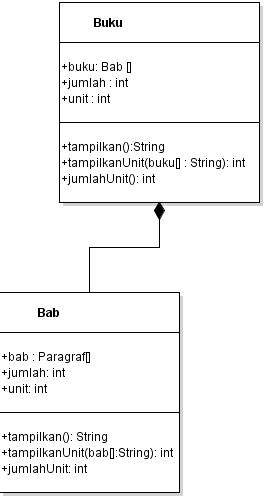 Buku
+buku: Bab []
+jumlah : int
+unit : int
+tampilkan():String
+tampilkanUnit(buku[] : String): int
+jumlahUnit(): int
Bab
+bab : Paragraf[]
+jumlah: int
+unit: int
+tampilkan(): String
+tampilkanUnit(bab[]:String): int
+jumlahUnit: int